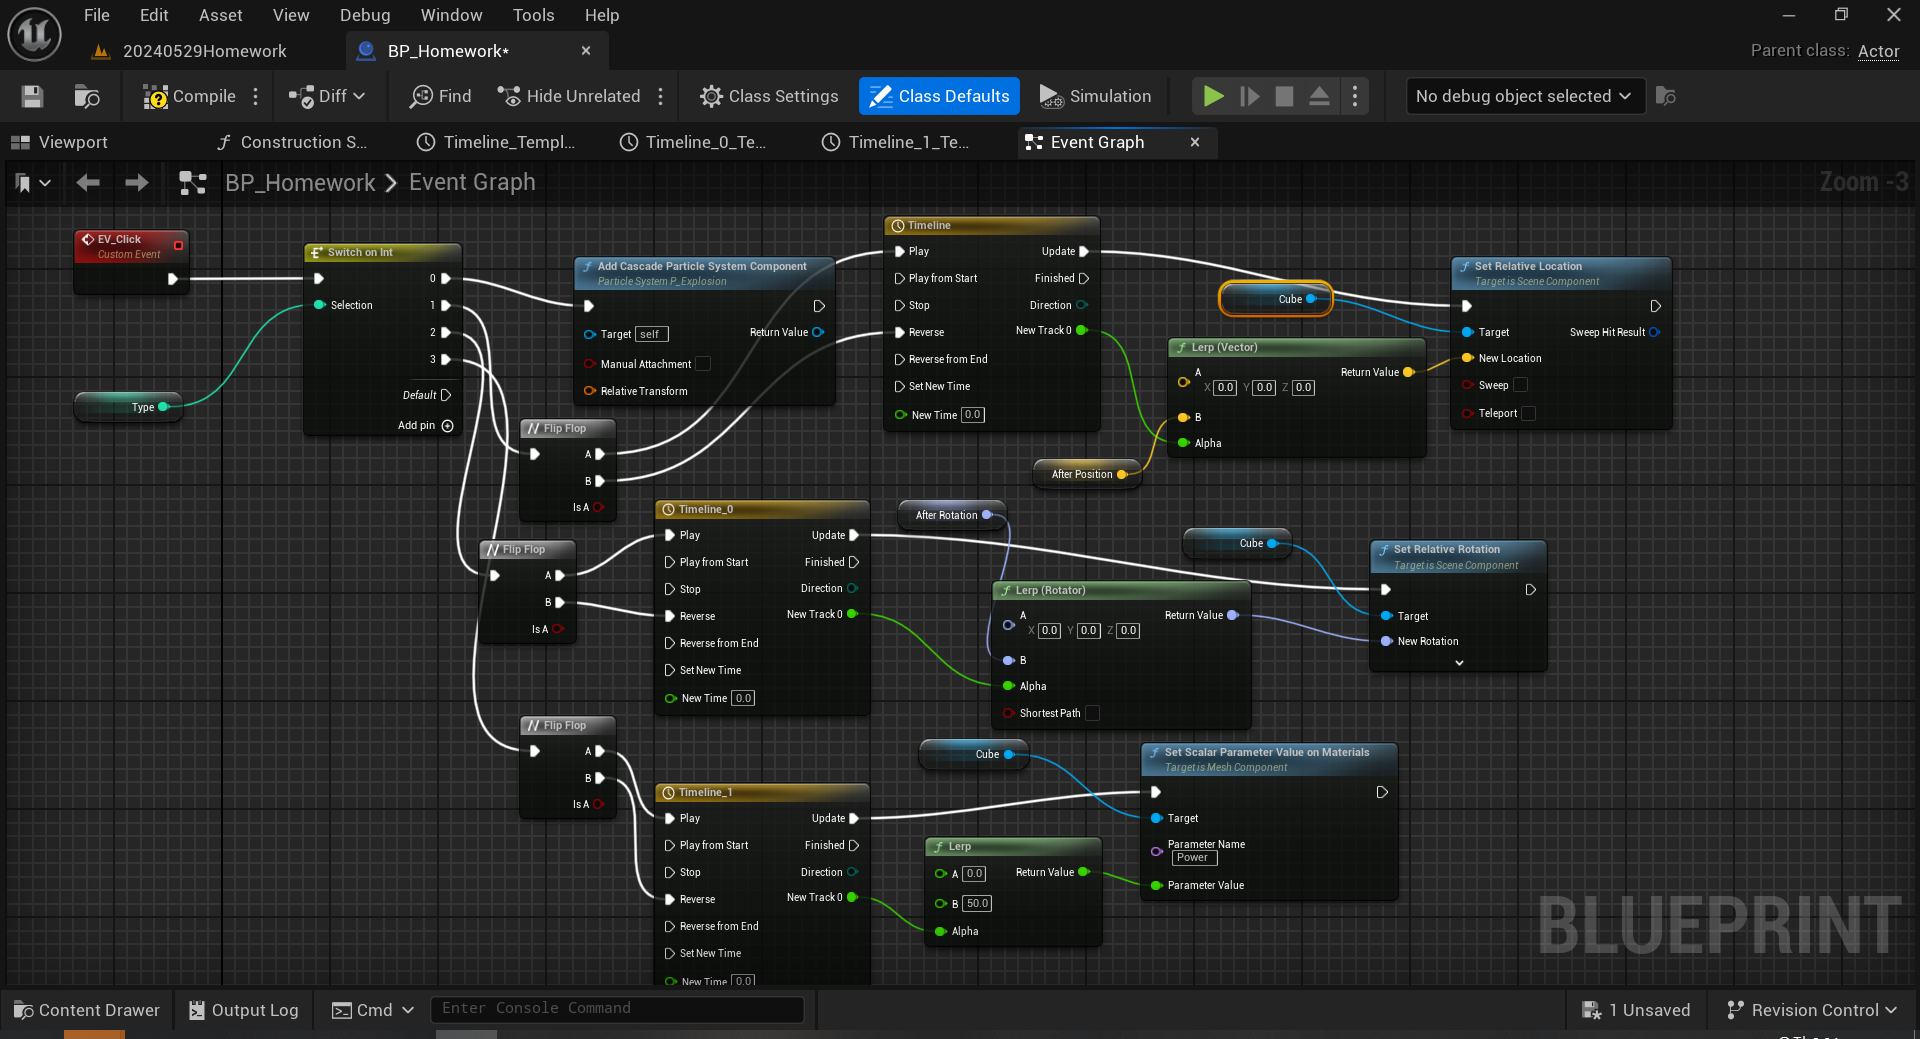 File Edit Asset View Debug Window Tools Help
20240529Homework
BP_Homework*
Parent class: Actor
Compile
Diff
Find
Hide Unrelated
Class Settings
Class Defaults
Simulation
No debug object selected
Viewport
Construction S...
Timeline_Templ...
Timeline_0_Te...
Timeline_1_Te...
Event Graph
BP_Homework > Event Graph
Zoom -3
EV_Click
Custom Event
Switch on Int
0
Selection
1
2
3
Default
Add pin
Type
Add Cascade Particle System Component
Particle System P_Explosion
Target self
Return Value
Manual Attachment
Relative Transform
Timeline
Play
Update
Play from Start
Finished
Stop
Direction
Reverse
New Track 0
Reverse from End
Set New Time
New Time 0.0
Cube
Set Relative Location
Target is Scene Component
Target
Sweep Hit Result
New Location
Sweep
Teleport
Lerp (Vector)
A
X 0.0 Y 0.0 Z 0.0
Return Value
B
Alpha
After Position
Flip Flop
A
B
Is A
Timeline_0
Play
Update
Play from Start
Finished
Stop
Direction
Reverse
New Track 0
Reverse from End
Set New Time
New Time 0.0
After Rotation
Cube
Set Relative Rotation
Target is Scene Component
Target
New Rotation
Flip Flop
A
B
Is A
Lerp (Rotator)
A
X 0.0 Y 0.0 Z 0.0
Return Value
B
Alpha
Shortest Path
Flip Flop
A
B
Is A
Cube
Set Scalar Parameter Value on Materials
Target is Mesh Component
Target
Parameter Name
Power
Parameter Value
Timeline_1
Play
Update
Play from Start
Finished
Stop
Direction
Reverse
New Track 0
Reverse from End
Set New Time
New Time 0.0
Lerp
A 0.0
Return Value
B 50.0
Alpha
BLUEPRINT
Content Drawer
Output Log
Cmd
Enter Console Command
1 Unsaved
Revision Control